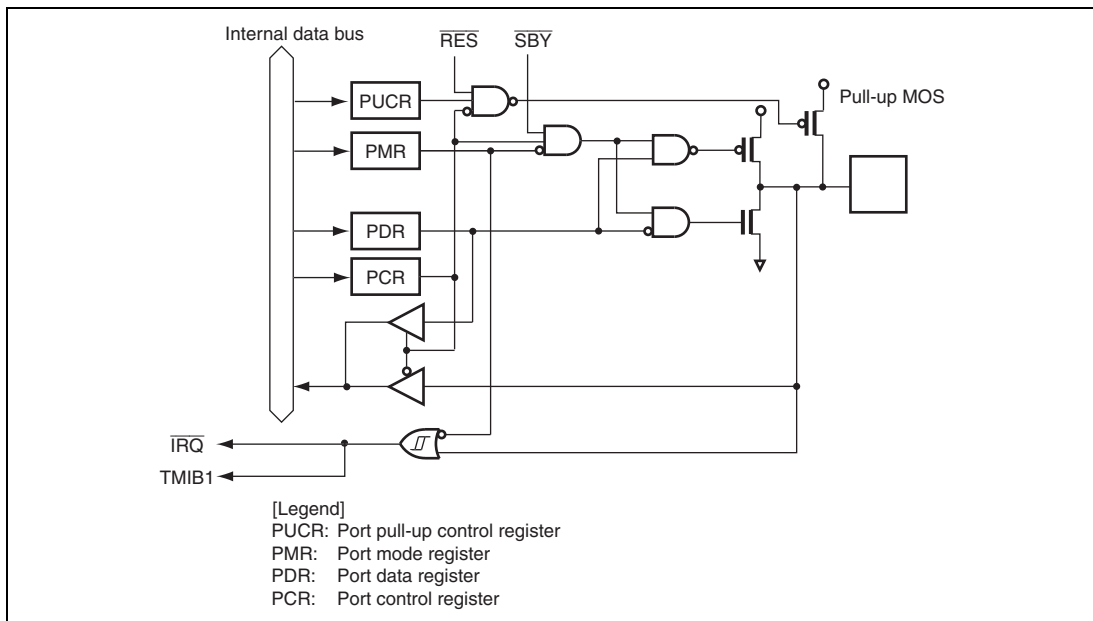 Internal data bus
RES
SBY
PUCR
Pull-up MOS
PMR
PDR
PCR
IRQ
TMIB1
[Legend]
PUCR: Port pull-up control register
PMR: Port mode register
PDR: Port data register
PCR: Port control register